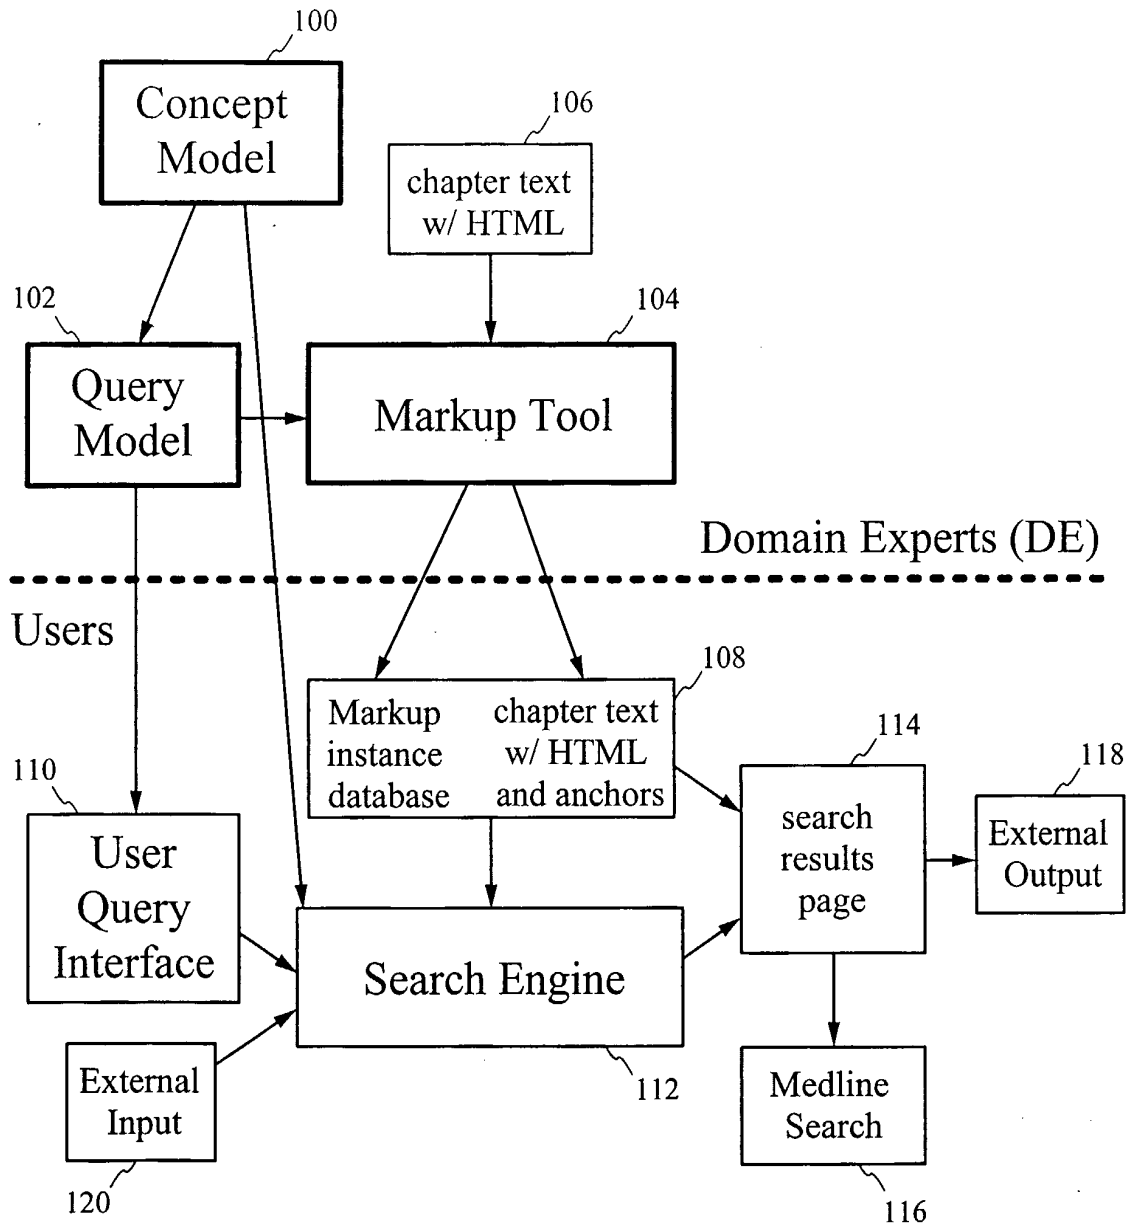 100
Concept
Model
106
chapter text
w/ HTML
102
104
Query
Model
Markup Tool
Domain Experts (DE)
Users
108
Markup
instance
database
chapter text
w/ HTML
and anchors
114
110
118
User
Query
Interface
search
results
page
External
Output
Search Engine
112
External
Input
Medline
Search
120
116